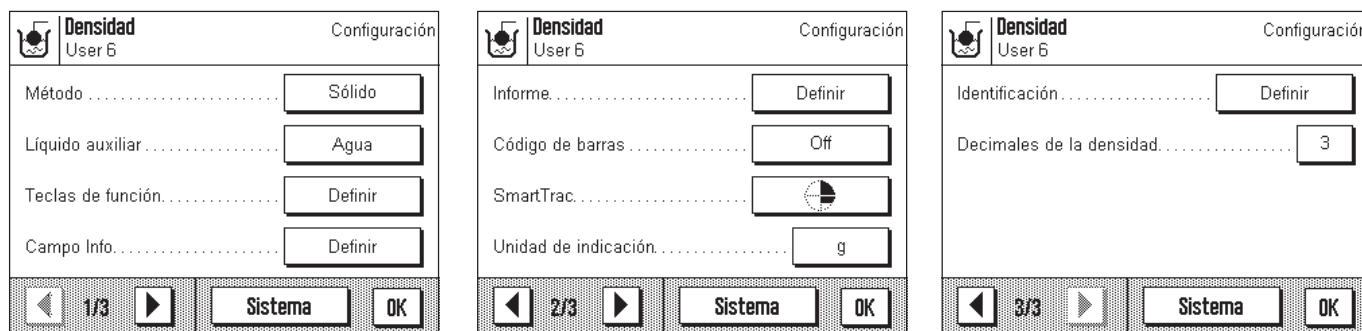 Densidad
User 6
Configuración
Método ....................... Sólido
Líquido auxiliar ................ Agua
Teclas de función............... Definir
Campo Info..................... Definir
1/3
Sistema
OK
Densidad
User 6
Configuración
Informe......................... Definir
Código de barras ............... Off
SmartTrac......................
Unidad de indicación................. g
2/3
Sistema
OK
Densidad
User 6
Configuración
Identificación................... Definir
Decimales de la densidad................. 3
3/3
Sistema
OK